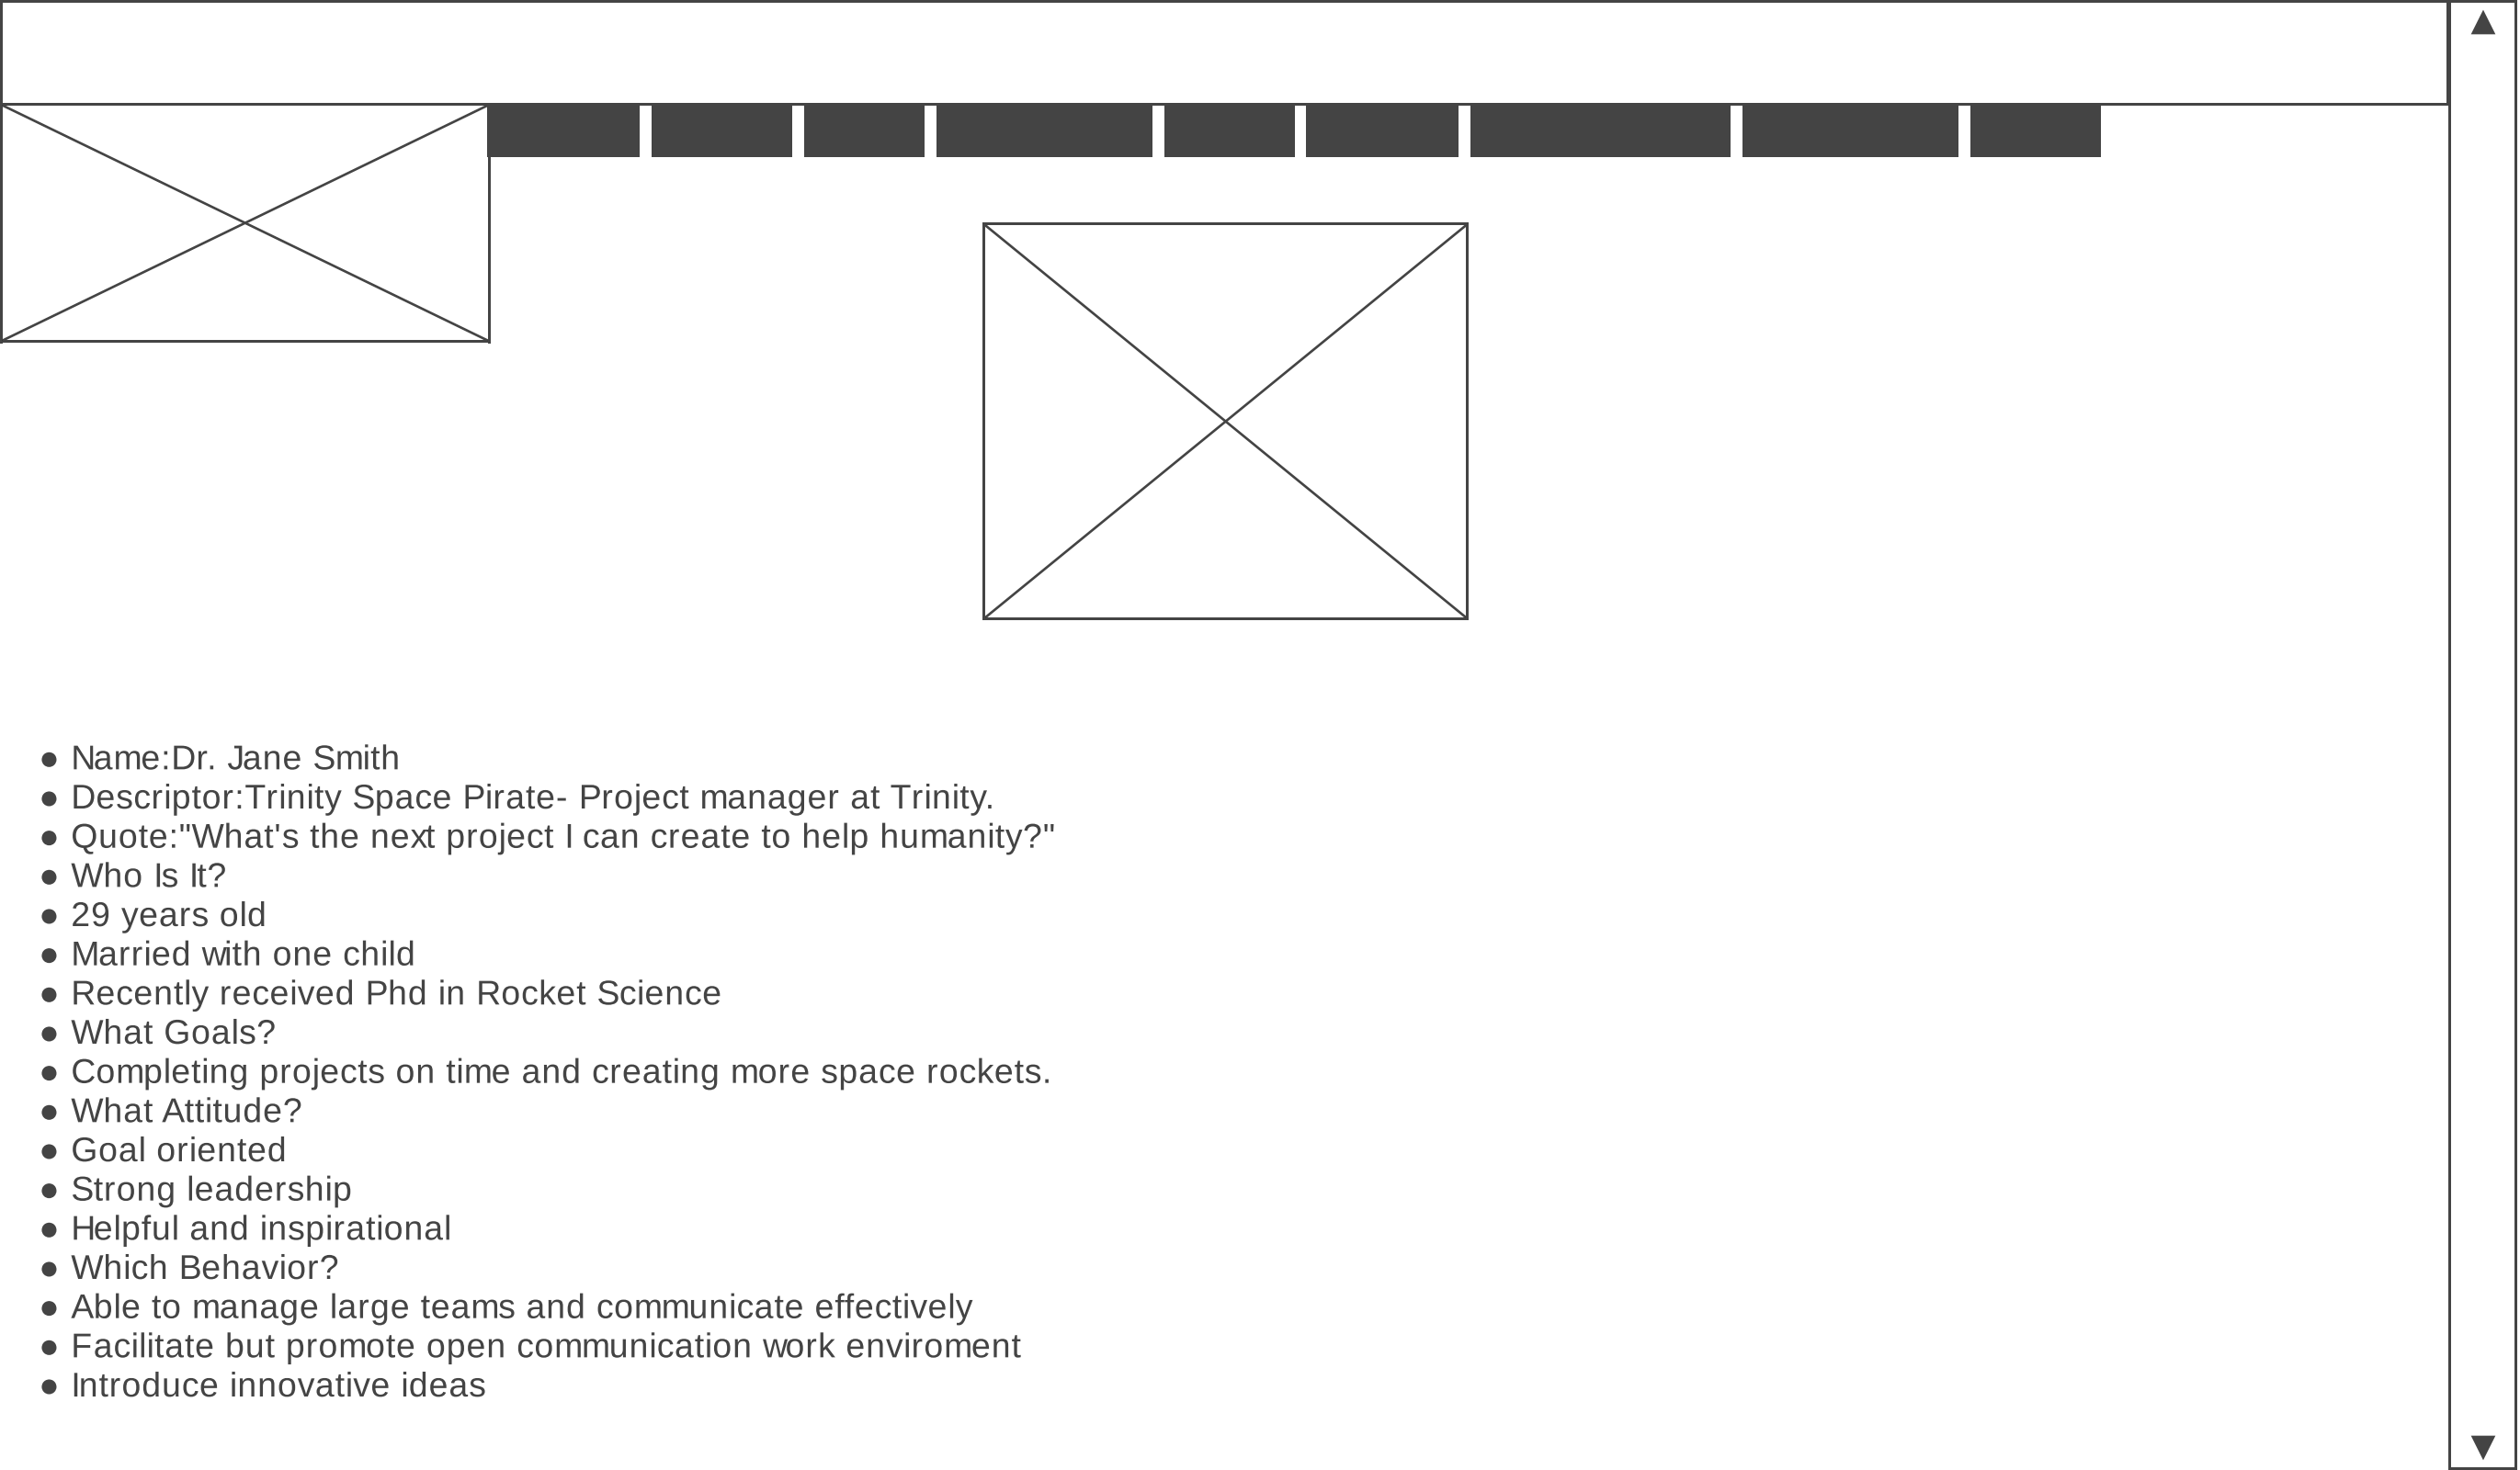 ● Name:Dr. Jane Smith
● Descriptor:Trinity Space Pirate- Project manager at Trinity.
● Quote:"What's the next project I can create to help humanity?"
● Who Is It?
● 29 years old
● Married with one child
● Recently received Phd in Rocket Science
● What Goals?
● Completing projects on time and creating more space rockets.
● What Attitude?
● Goal oriented
● Strong leadership
● Helpful and inspirational
● Which Behavior?
● Able to manage large teams and communicate effectively
● Facilitate but promote open communication work enviroment
● Introduce innovative ideas